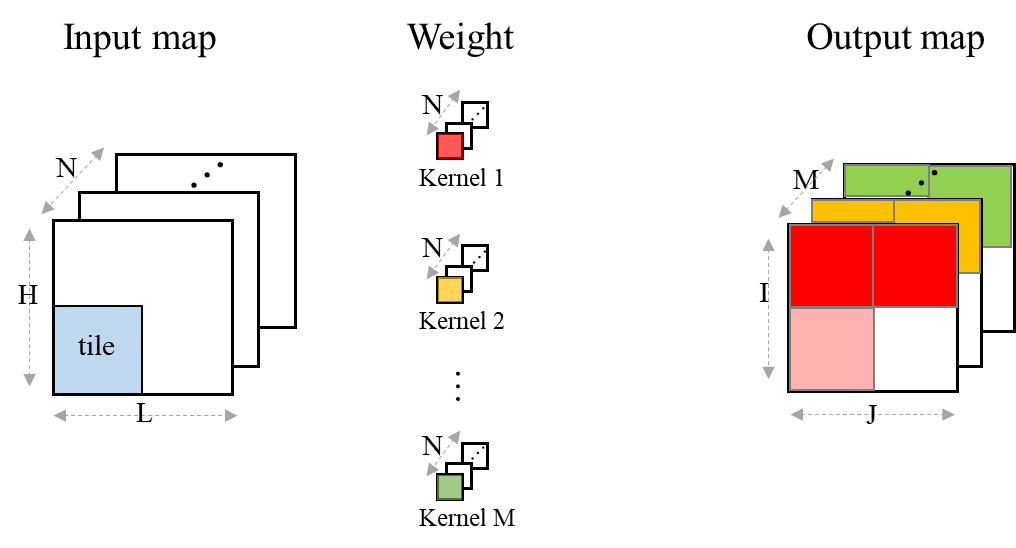 Input map
Weight
Output map
N
H
tile
L
N
Kernel 1
N
Kernel 2
N
Kernel M
M
I
J